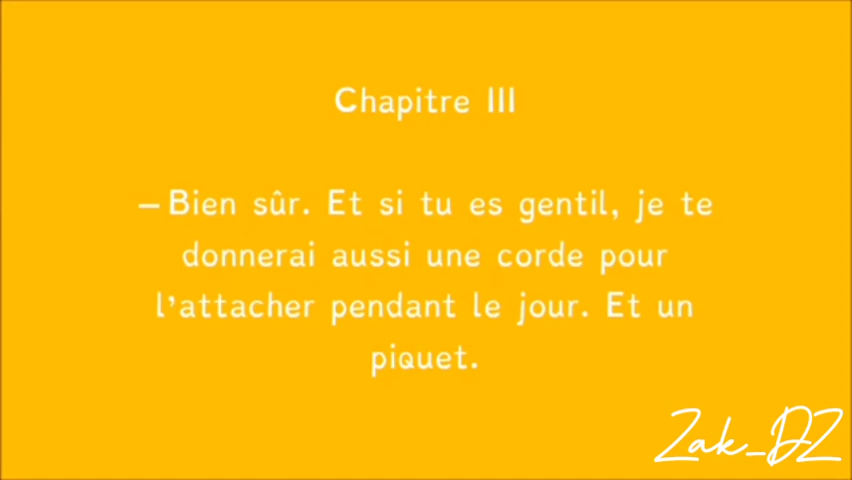 Chapitre III
– Bien sûr. Et si tu es gentil, je te
donnerai aussi une corde pour
l'attacher pendant le jour. Et un
piquet.
Zak_DZ